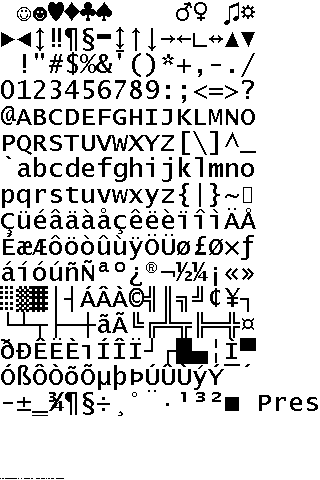 ☺☻♥♦♣♠ ♂♀ ♫¤
►◄↕‼¶§▬↨↑↓→←∟↔▲▼
 !"#$%&'()*+,-./
0123456789:;<=>?
@ABCDEFGHIJKLMNO
PQRSTUVWXYZ[\]^_
`abcdefghijklmno
pqrstuvwxyz{|}~⌂
ÇüéâäàåçêëèïîìÄÅ
ÉæÆôöòûùÿÖÜø£Ø×ƒ
áíóúñÑªº¿®¬½¼¡«»
░▒▓│┤ÁÂÀ©╣║╗╝¢¥┐
└┴┬├─┼ãÃ╚╔╩╦╠═╬¤
ðÐÊËÈıÍÎÏ┘┌█▄¦Ì▀
ÓßÔÒõÕµþÞÚÛÙýÝ¯´
-±‗¾¶§÷¸°¨·¹³²■ Pres